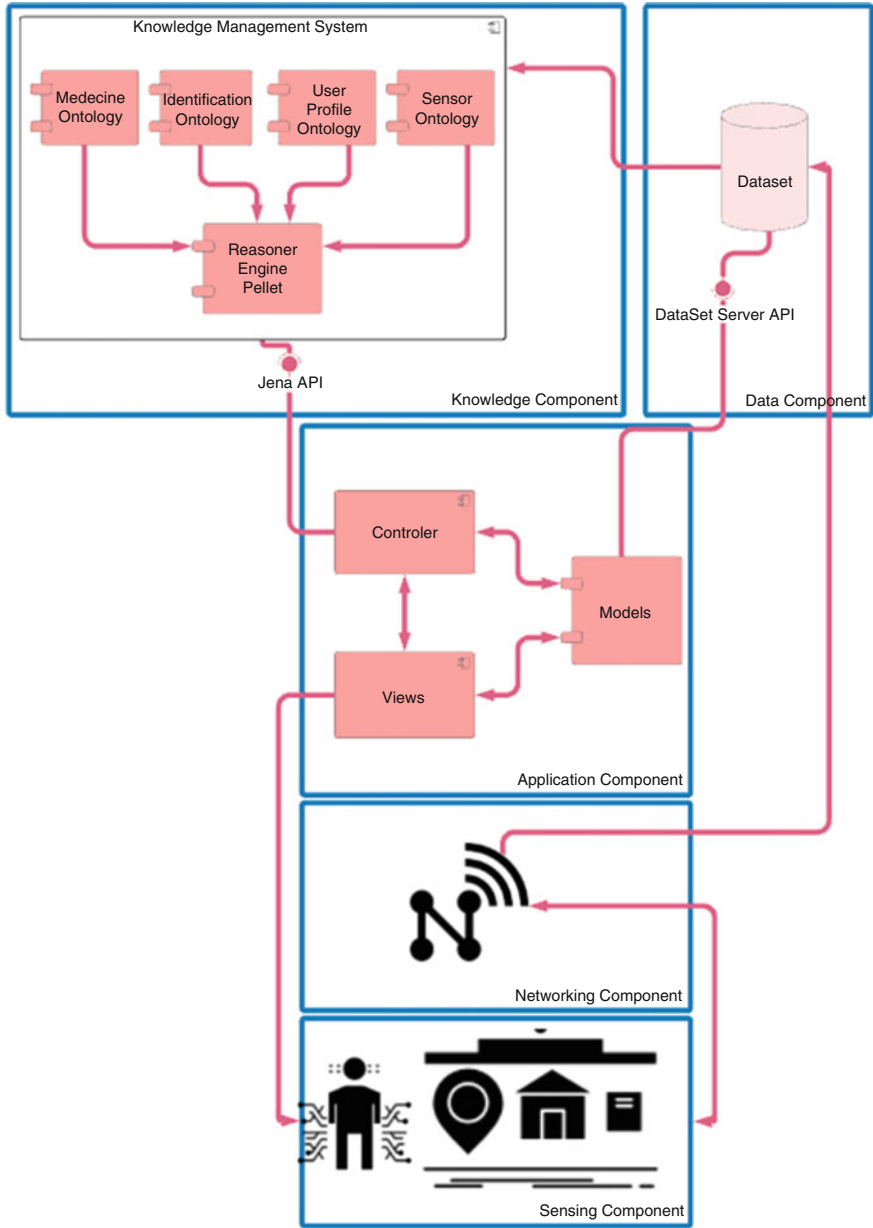 Knowledge Management System
Medecine
Ontology
Identification
Ontology
User
Profile
Ontology
Sensor
Ontology
Reasoner
Engine
Pellet
Jena API
Knowledge Component
Dataset
DataSet Server API
Data Component
Controler
Models
Views
Application Component
Networking Component
Sensing Component